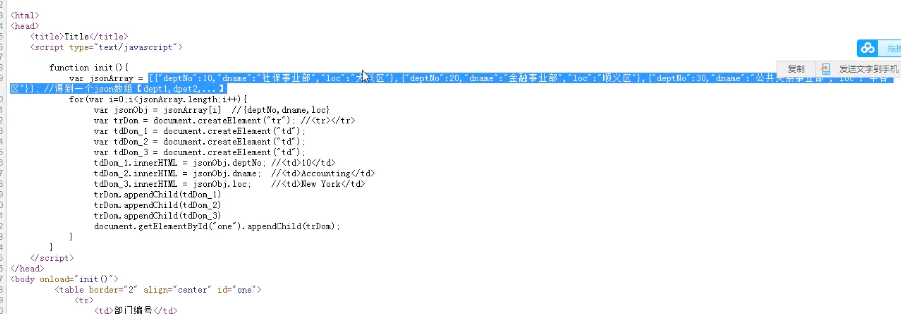 <html>
<head>
<title>Title</title>
<script type="text/javascript">
function init(){
var jsonArray = [{"deptNo":10,"dname":"社保事业部","loc":"大兴区"},{"deptNo":20,"dname":"金融事业部","loc":"顺义区"},{"deptNo":30,"dname":"公共
复制
发送文字到手机
区"}]; //得到一个json数组【dept1,dpet2,...】
for(var i=0;i<jsonArray.length;i++){
var jsonObj = jsonArray[i] //{deptNo,dname,loc}
var trDom = document.createElement("tr"); //<tr></tr>
var tdDom_1 = document.createElement("td");
var tdDom_2 = document.createElement("td");
var tdDom_3 = document.createElement("td");
tdDom_1.innerHTML = jsonObj.deptNo; //<td>10</td>
tdDom_2.innerHTML = jsonObj.dname; //<td>Accounting</td>
tdDom_3.innerHTML = jsonObj.loc; //<td>New York</td>
trDom.appendChild(tdDom_1)
trDom.appendChild(tdDom_2)
trDom.appendChild(tdDom_3)
document.getElementById("one").appendChild(trDom);
}
}
</script>
</head>
<body onload="init()">
<table border="2" align="center" id="one">
<tr>
<td>部门编号</td>